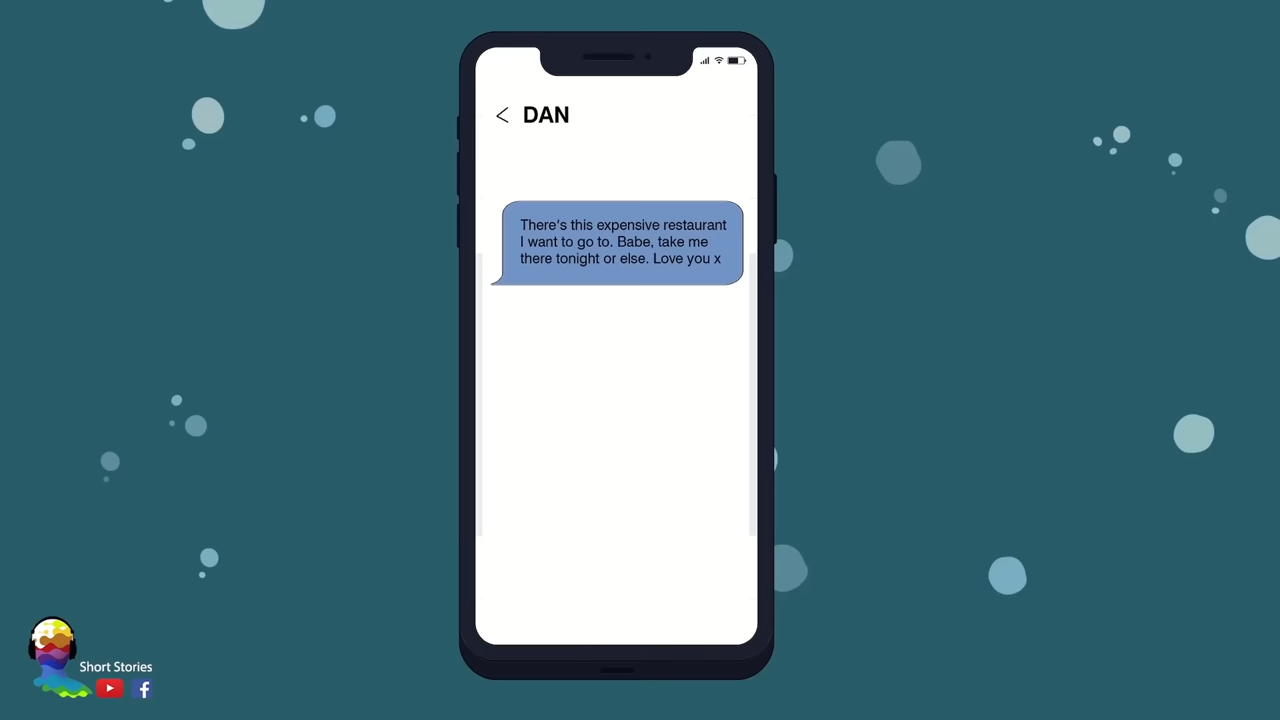 DAN
There's this expensive restaurant
I want to go to. Babe, take me
there tonight or else. Love you x
Short Stories